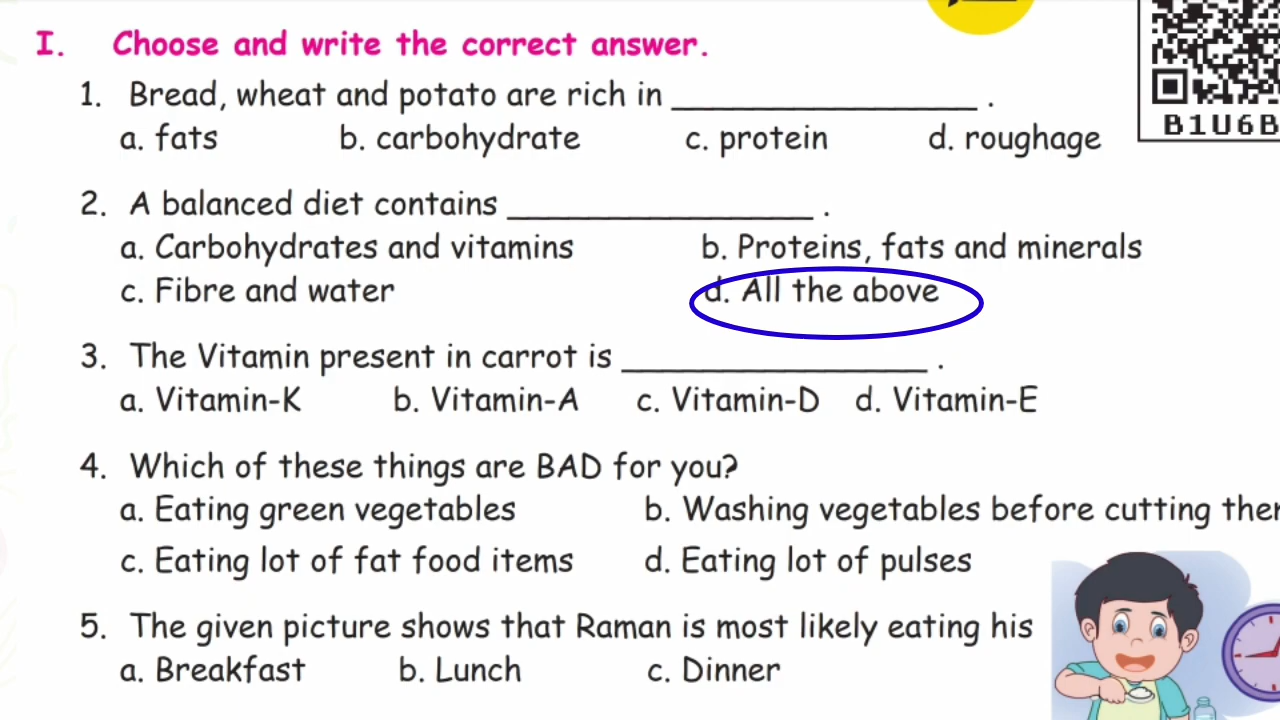 I. Choose and write the correct answer.
1. Bread, wheat and potato are rich in ________________ .
a. fats b. carbohydrate c. protein d. roughage
B1U6B
2. A balanced diet contains ________________ .
a. Carbohydrates and vitamins b. Proteins, fats and minerals
c. Fibre and water d. All the above
3. The Vitamin present in carrot is ________________ .
a. Vitamin-K b. Vitamin-A c. Vitamin-D d. Vitamin-E
4. Which of these things are BAD for you?
a. Eating green vegetables b. Washing vegetables before cutting
c. Eating lot of fat food items d. Eating lot of pulses
5. The given picture shows that Raman is most likely eating his
a. Breakfast b. Lunch c. Dinner